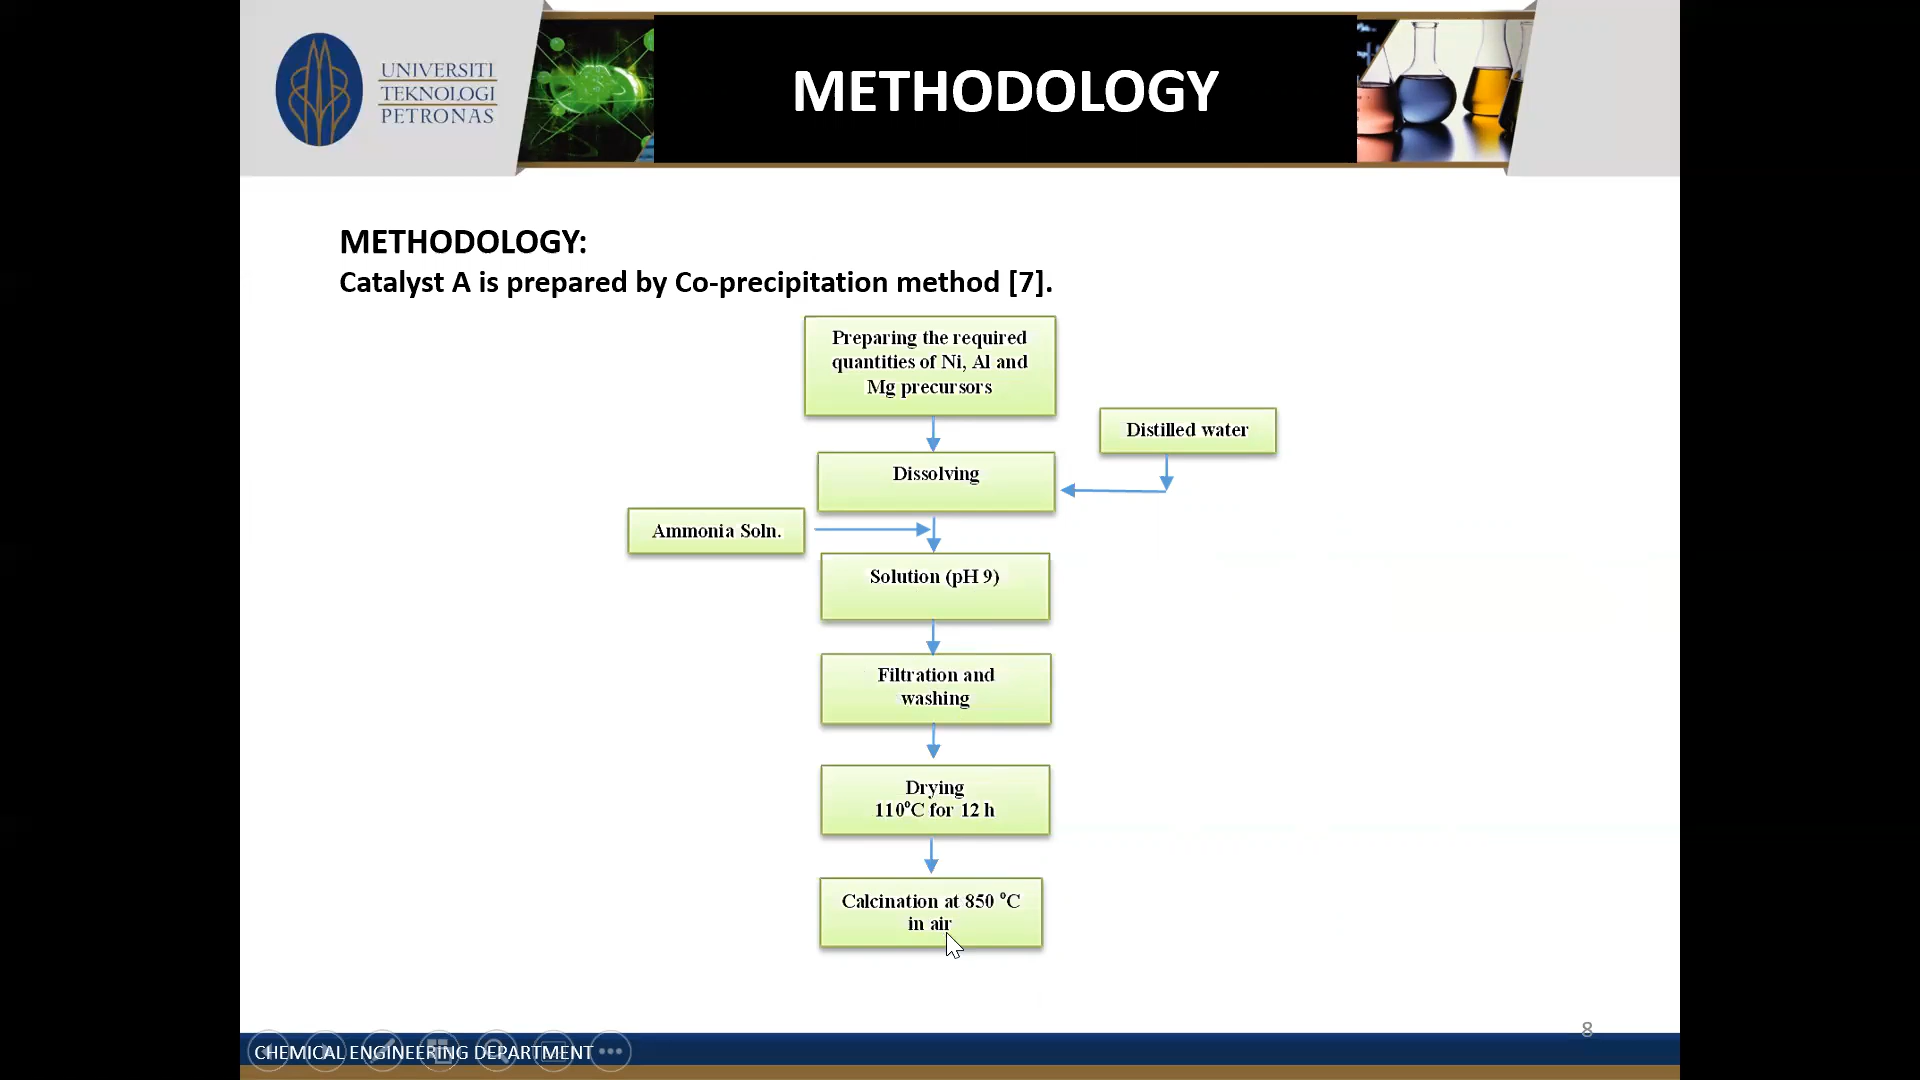 UNIVERSITI
TEKNOLOGI
PETRONAS
METHODOLOGY
METHODOLOGY:
Catalyst A is prepared by Co-precipitation method [7].
Preparing the required
quantities of Ni, Al and
Mg precursors
Distilled water
Dissolving
Ammonia Soln.
Solution (pH 9)
Filtration and
washing
Drying
110°C for 12 h
Calcination at 850 °C
in air
8
CHEMICAL ENGINEERING DEPARTMENT